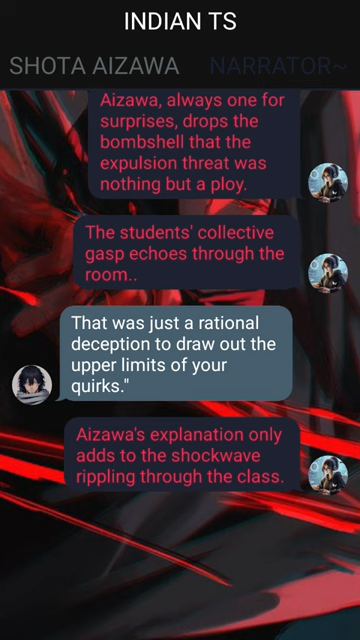 INDIAN TS
SHOTA AIZAWA NARRATOR~
Aizawa, always one for
surprises, drops the
bombshell that the
expulsion threat was
nothing but a ploy.
The students' collective
gasp echoes through the
room..
That was just a rational
deception to draw out the
upper limits of your
quirks."
Aizawa's explanation only
adds to the shockwave
rippling through the class.